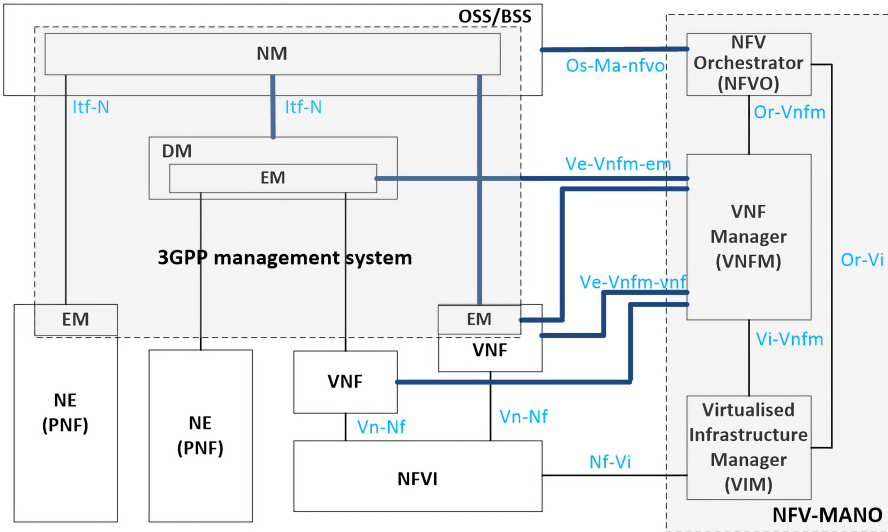 OSS/BSS
NM
NFV
Orchestrator
(NFVO)
Os-Ma-nfvo
Itf-N
Itf-N
Or-Vnfm
DM
EM
Ve-Vnfm-em
VNF
Manager
(VNFM)
3GPP management system
Or-Vi
Ve-Vnfm-vnf
EM
EM
VNF
Vi-Vnfm
VNF
NE
(PNF)
NE
(PNF)
Vn-Nf
Vn-Nf
Virtualised
Infrastructure
Manager
(VIM)
Nf-Vi
NFVI
NFV-MANO